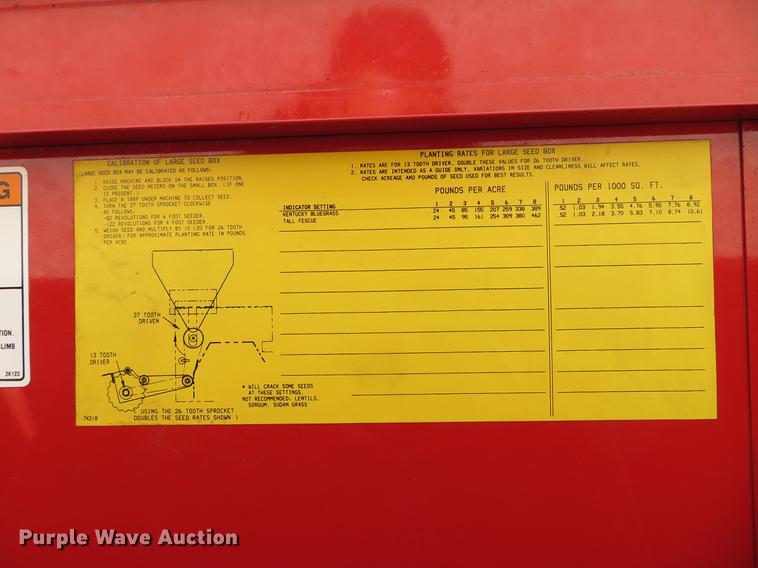 CALIBRATION OF LARGE SEED BOX
LARGE SEED BOX MAY BE CALIBRATED AS FOLLOWS:
1. RAISE MACHINE AND BLOCK IN THE RAISED POSITION
2. CLOSE THE SEED METERS ON THE SMALL BOX. (IF ONE
IS PRESENT.)
3. PLACE A TARP UNDER MACHINE TO COLLECT SEED.
4. TURN THE 37 TOOTH SPROCKET CLOCKWISE
AS FOLLOWS:
-82 REVOLUTIONS FOR 6 FOOT SEEDER.
-122 REVOLUTIONS FOR 4 FOOT SEEDER.
5. WEIGH SEED AND MULTIPLY BY 10 (20 FOR 26 TOOTH
DRIVER) FOR APPROXIMATE PLANTING RATE IN POUNDS
PER ACRE
37 TOOTH
DRIVEN
13 TOOTH
DRIVER
( USING THE 26 TOOTH SPROCKET
DOUBLES THE SEED RATES SHOWN )
7K218
* WILL CRACK SOME SEEDS
AT THESE SETTINGS.
NOT RECOMMENDED: LENTILS,
SORGUM, SUDAN GRASS
PLANTING RATES FOR LARGE SEED BOX
1. RATES ARE FOR 13 TOOTH DRIVER. DOUBLE THESE VALUES FOR 26 TOOTH DRIVER.
2. RATES ARE INTENDED AS A GUIDE ONLY. VARIATIONS IN SIZE AND CLEANLINESS WILL AFFECT RATES.
CHECK ACREAGE AND POUNDS OF SEED USED FOR BEST RESULTS.
POUNDS PER ACRE POUNDS PER 1000 SQ. FT.
INDICATOR SETTING 1 2 3 4 5 6 7 8 1 2 3 4 5 6 7 8
KENTUCKY BLUEGRASS 24 45 85 155 207 259 338 389 .52 1.03 1.94 3.55 4.76 5.95 7.76 8.92
TALL FESCUE 24 45 95 161 254 309 380 462 .52 1.03 2.18 3.70 5.83 7.10 8.74 10.61
G
TION.
CLIMB
2K123
Purple Wave Auction